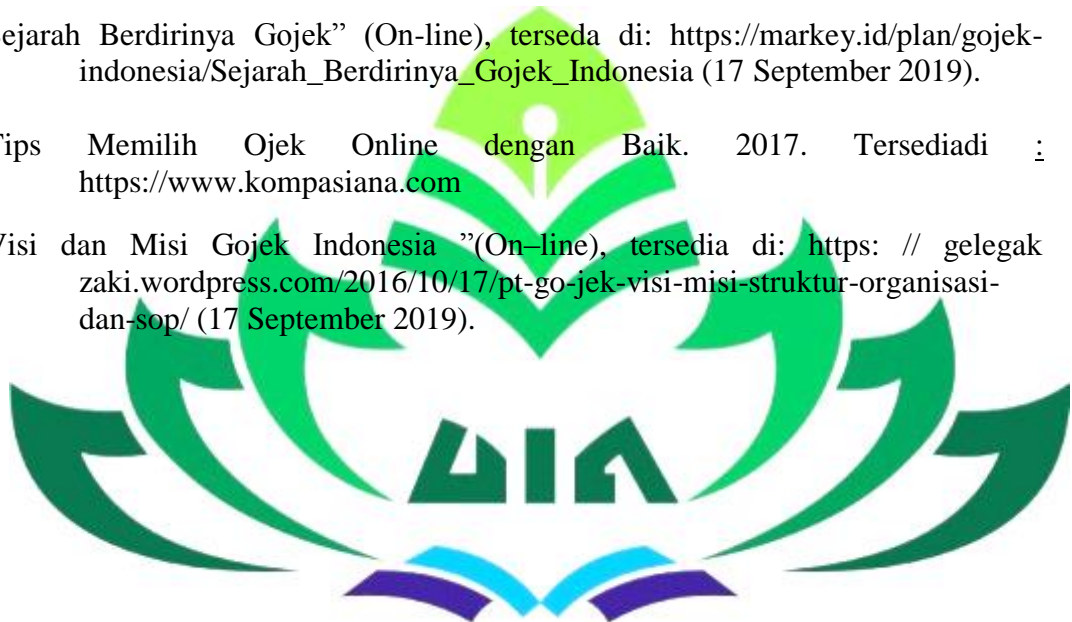 ejarah Berdirinya Gojek” (On-line), terseda di: https://markey.id/plan/gojek-
indonesia/Sejarah_Berdirinya_Gojek_Indonesia (17 September 2019).
Tips Memilih Ojek Online dengan Baik. 2017. Tersediadi :
https://www.kompasiana.com
Visi dan Misi Gojek Indonesia ”(On–line), tersedia di: https: // gelegak
zaki.wordpress.com/2016/10/17/pt-go-jek-visi-misi-struktur-organisasi-
dan-sop/ (17 September 2019).
UIN